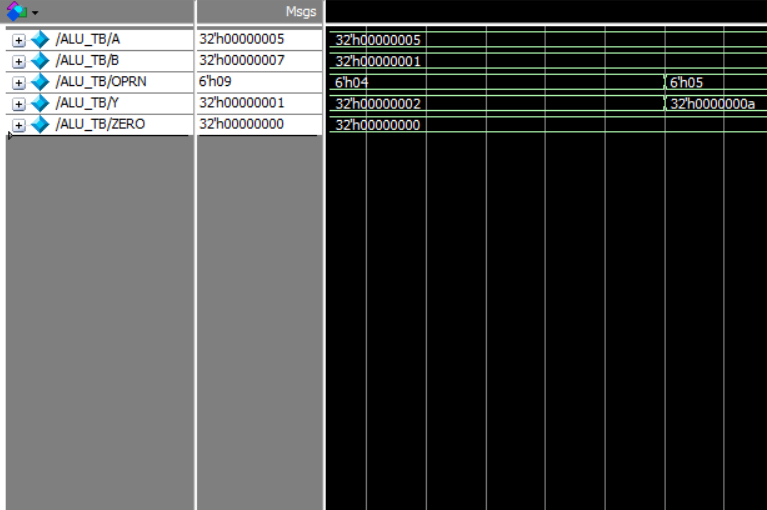 Msgs
/ALU_TB/A 32'h00000005 32'h00000005
/ALU_TB/B 32'h00000007 32'h00000001
/ALU_TB/OPRN 6'h09 6'h04 6'h05
/ALU_TB/Y 32'h00000001 32'h00000002 32'h0000000a
/ALU_TB/ZERO 32'h00000000 32'h00000000